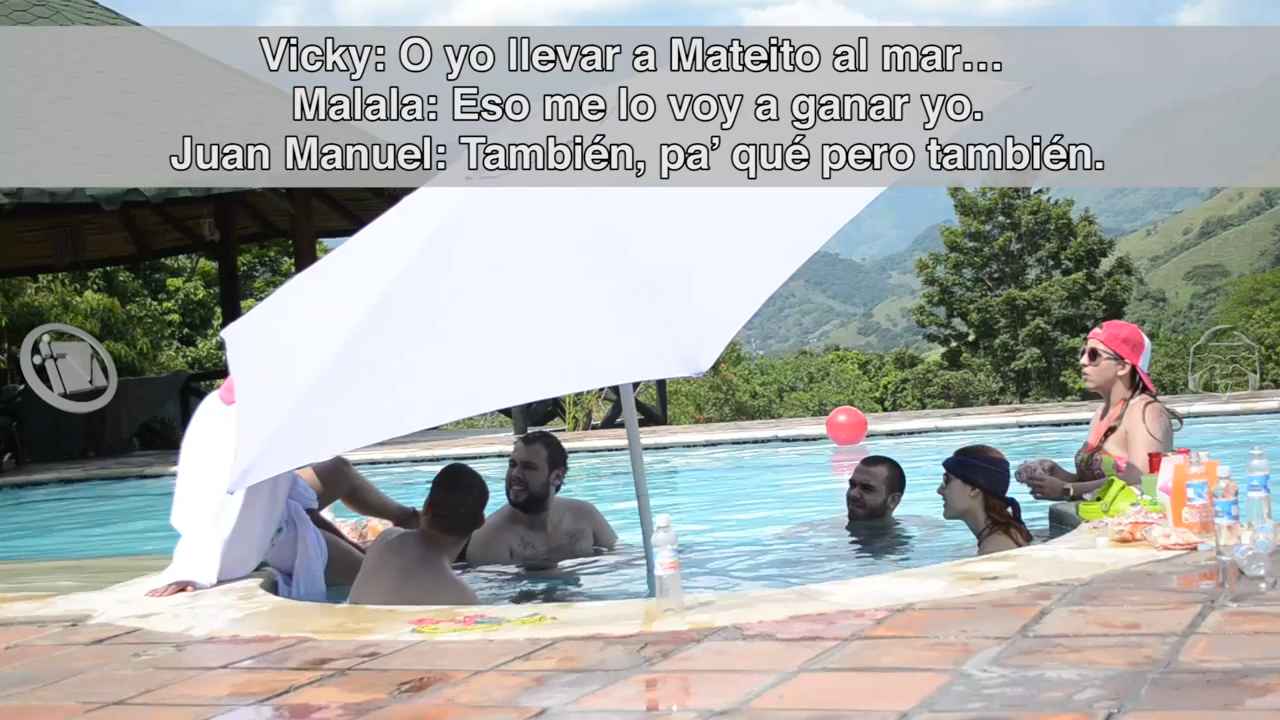 Vicky: O yo llevar a Mateito al mar...
Malala: Eso me lo voy a ganar yo.
Juan Manuel: También, pa’ qué pero también.